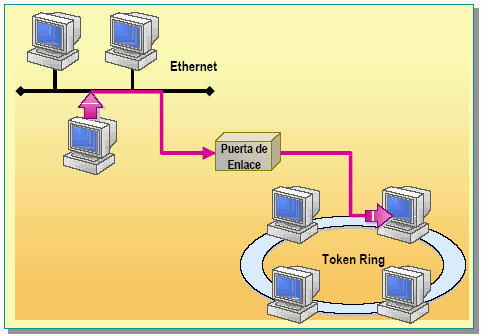 Ethernet
Puerta de
Enlace
Token Ring